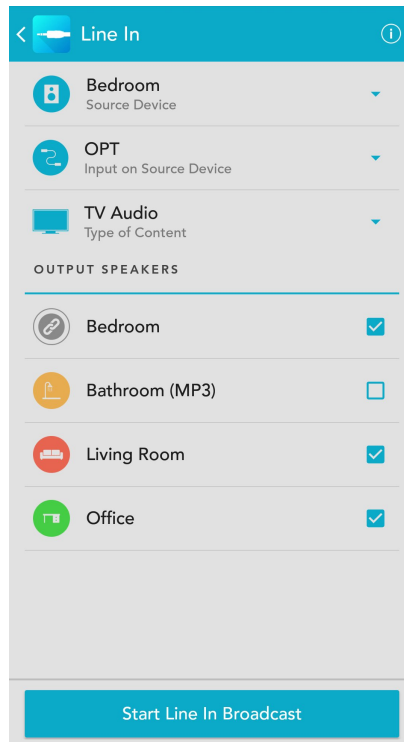 Line In
Bedroom
Source Device
OPT
Input on Source Device
TV Audio
Type of Content
OUTPUT SPEAKERS
Bedroom
Bathroom (MP3)
Living Room
Office
Start Line In Broadcast